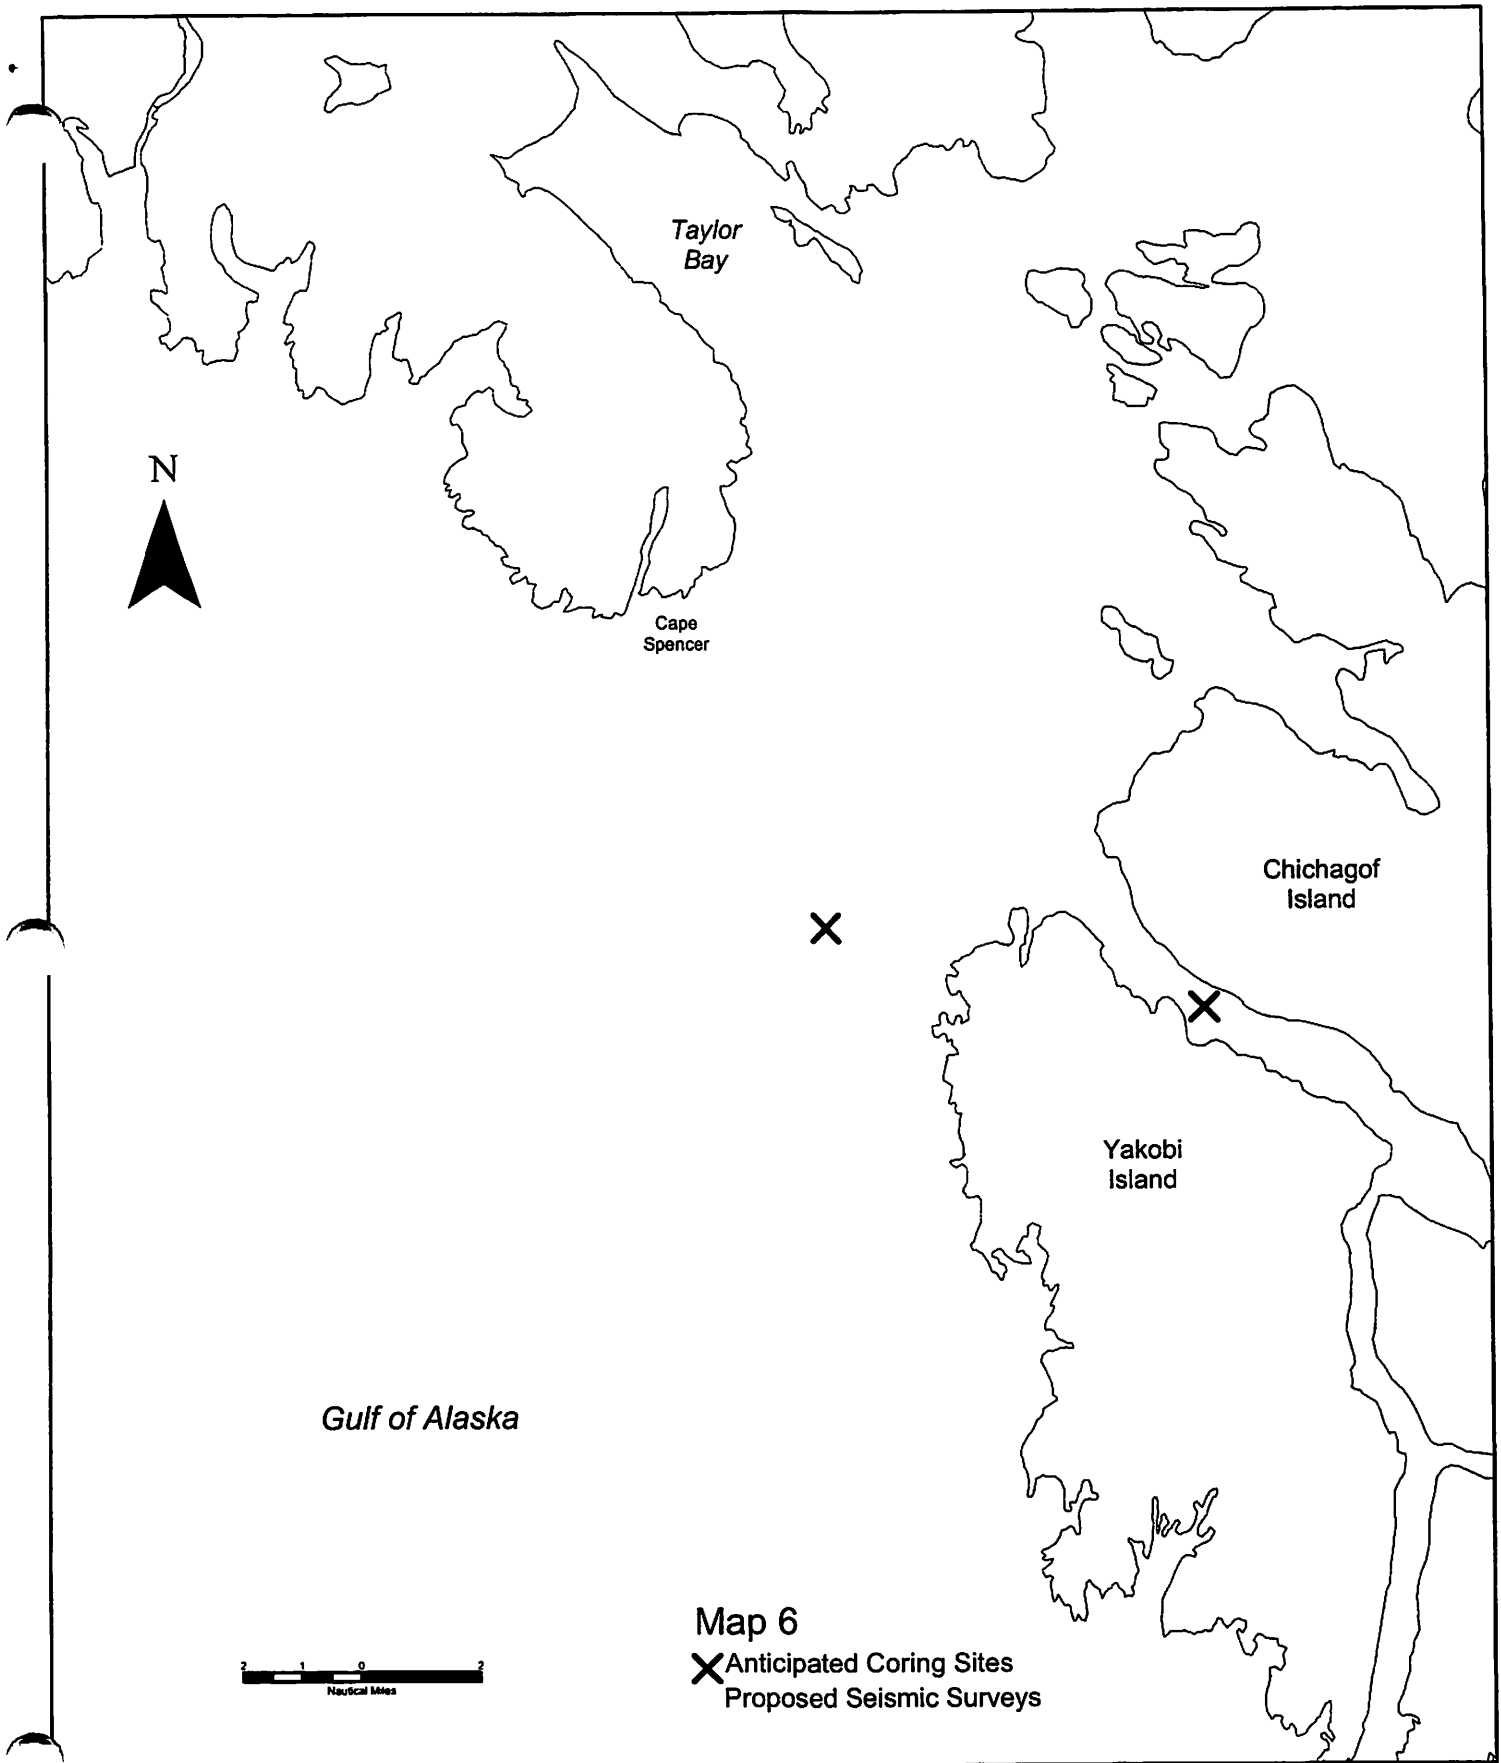 Taylor
Bay
N
Cape
Spencer
Chichagof
Island
Yakobi
Island
Gulf of Alaska
Map 6
Anticipated Coring Sites
Proposed Seismic Surveys
2 1 0 2
Nautical Miles